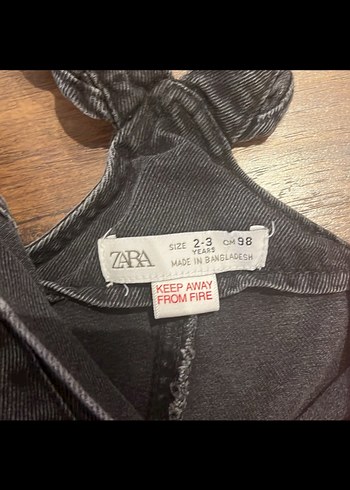 ZARA
SIZE 2-3 CM 98
YEARS
MADE IN BANGLADESH
KEEP AWAY
FROM FIRE